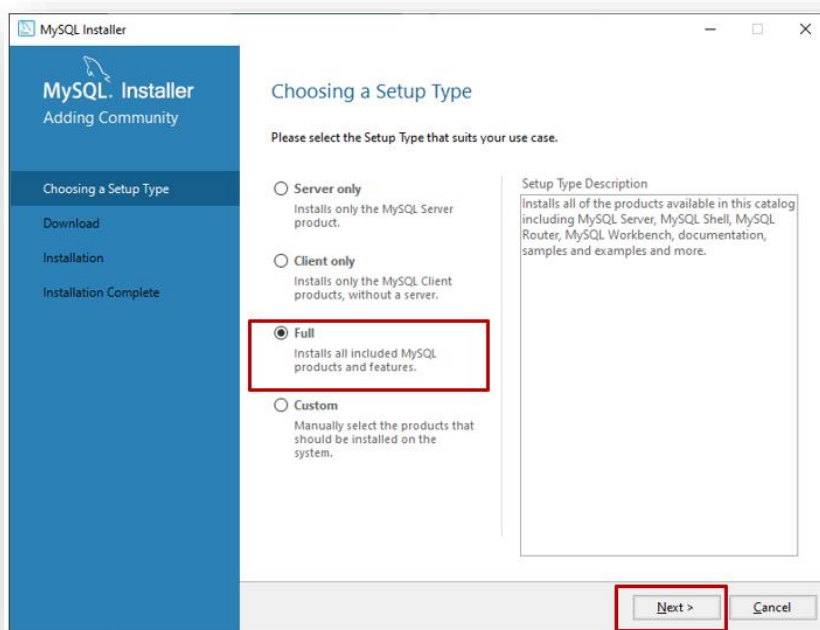 MySQL Installer
MySQL. Installer
Adding Community
Choosing a Setup Type
Download
Installation
Installation Complete
Choosing a Setup Type
Please select the Setup Type that suits your use case.
Server only
Installs only the MySQL Server
product.
Client only
Installs only the MySQL Client
products, without a server.
Full
Installs all included MySQL
products and features.
Custom
Manually select the products that
should be installed on the
system.
Setup Type Description
Installs all of the products available in this catalog
including MySQL Server, MySQL Shell, MySQL
Router, MySQL Workbench, documentation,
samples and examples and more.
Next >
Cancel